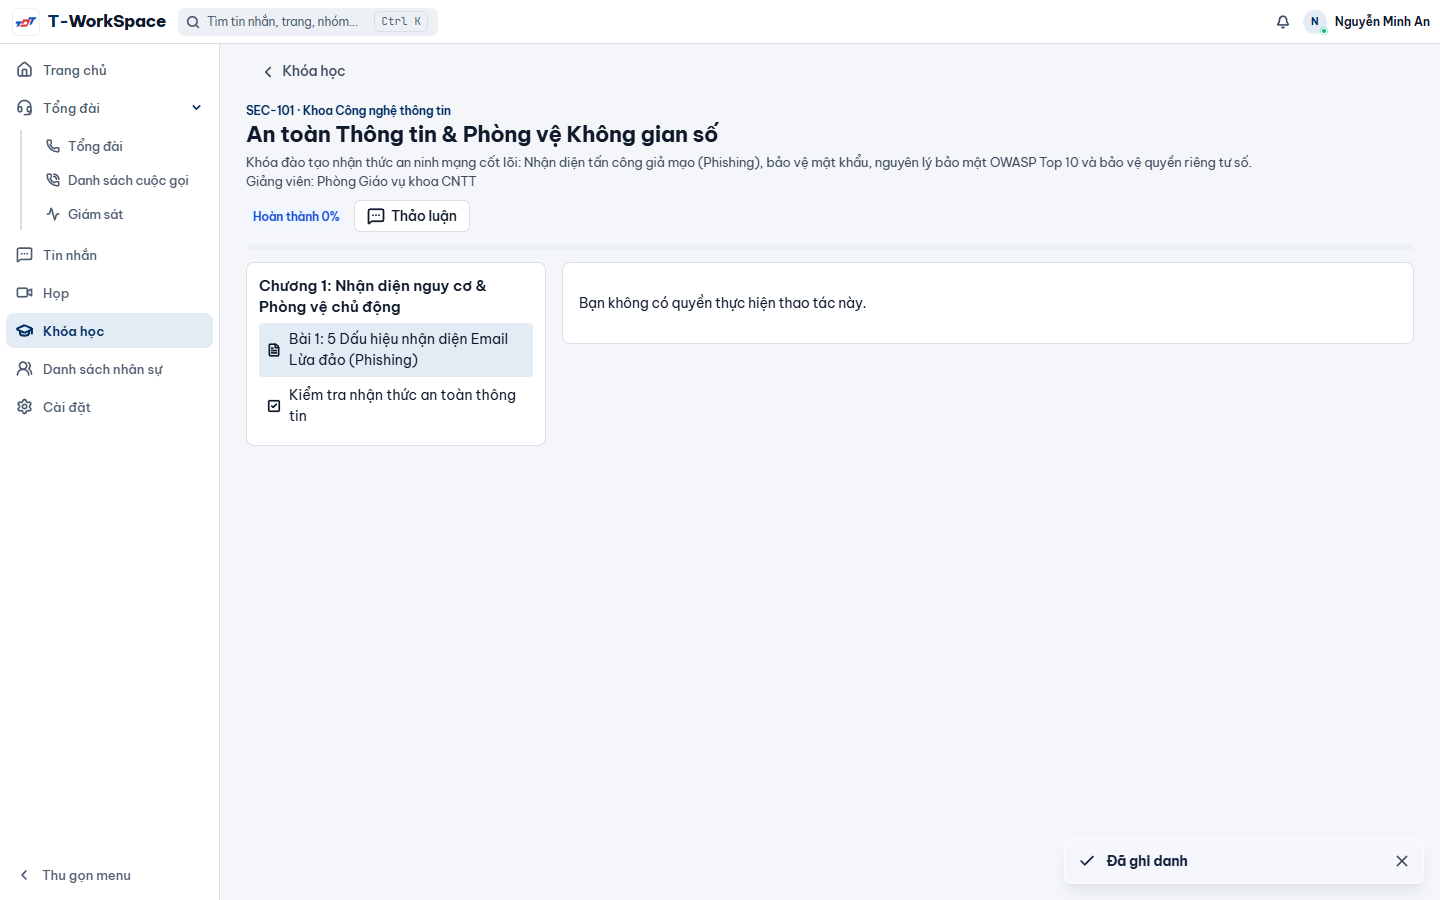 TDT T-WorkSpace
Tìm tin nhắn, trang, nhóm... Ctrl K
N Nguyễn Minh An
Trang chủ
Tổng đài
Tổng đài
Danh sách cuộc gọi
Giám sát
Tin nhắn
Họp
Khóa học
Danh sách nhân sự
Cài đặt
Thu gọn menu
Khóa học
SEC-101 · Khoa Công nghệ thông tin
An toàn Thông tin & Phòng vệ Không gian số
Khóa đào tạo nhận thức an ninh mạng cốt lõi: Nhận diện tấn công giả mạo (Phishing), bảo vệ mật khẩu, nguyên lý bảo mật OWASP Top 10 và bảo vệ quyền riêng tư số.
Giảng viên: Phòng Giáo vụ khoa CNTT
Hoàn thành 0%
Thảo luận
Chương 1: Nhận diện nguy cơ &
Phòng vệ chủ động
Bài 1: 5 Dấu hiệu nhận diện Email
Lừa đảo (Phishing)
Kiểm tra nhận thức an toàn thông
tin
Bạn không có quyền thực hiện thao tác này.
Đã ghi danh